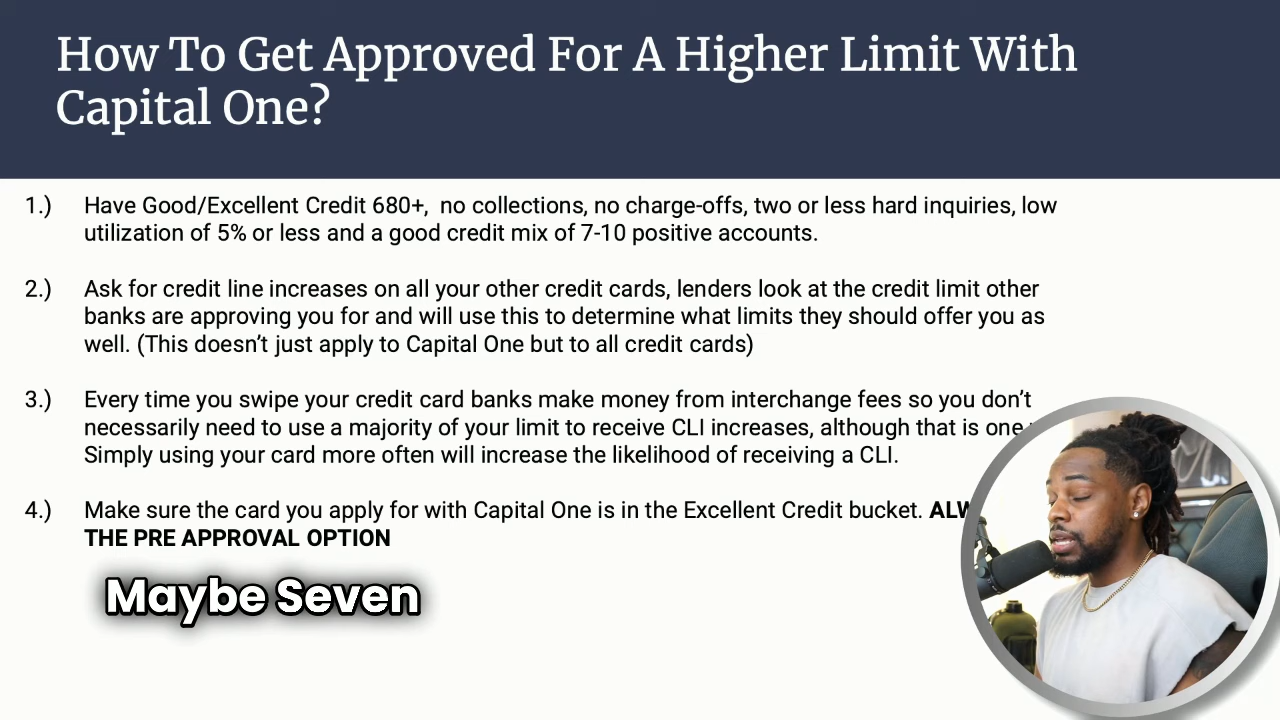 How To Get Approved For A Higher Limit With
Capital One?
1.) Have Good/Excellent Credit 680+, no collections, no charge-offs, two or less hard inquiries, low
utilization of 5% or less and a good credit mix of 7-10 positive accounts.
2.) Ask for credit line increases on all your other credit cards, lenders look at the credit limit other
banks are approving you for and will use this to determine what limits they should offer you as
well. (This doesn’t just apply to Capital One but to all credit cards)
3.) Every time you swipe your credit card banks make money from interchange fees so you don’t
necessarily need to use a majority of your limit to receive CLI increases, although that is one
Simply using your card more often will increase the likelihood of receiving a CLI.
4.) Make sure the card you apply for with Capital One is in the Excellent Credit bucket.
THE PRE APPROVAL OPTION
Maybe Seven